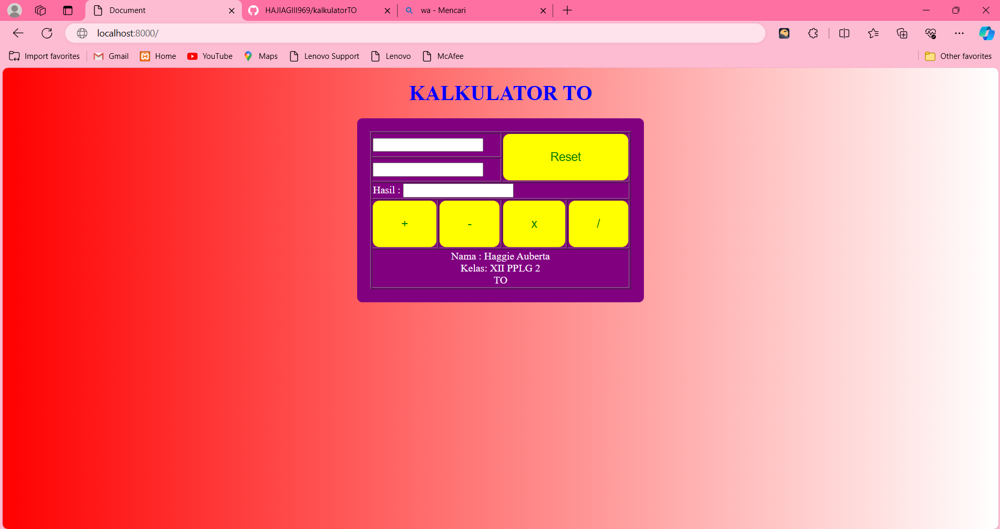 Document
HAJIAGIII969/kalkulatorTO
wa - Mencari
localhost:8000/
Import favorites
Gmail
Home
YouTube
Maps
Lenovo Support
Lenovo
McAfee
Other favorites
KALKULATOR TO
Reset
Hasil :
+ - x /
Nama : Haggie Auberta
Kelas: XII PPLG 2
TO